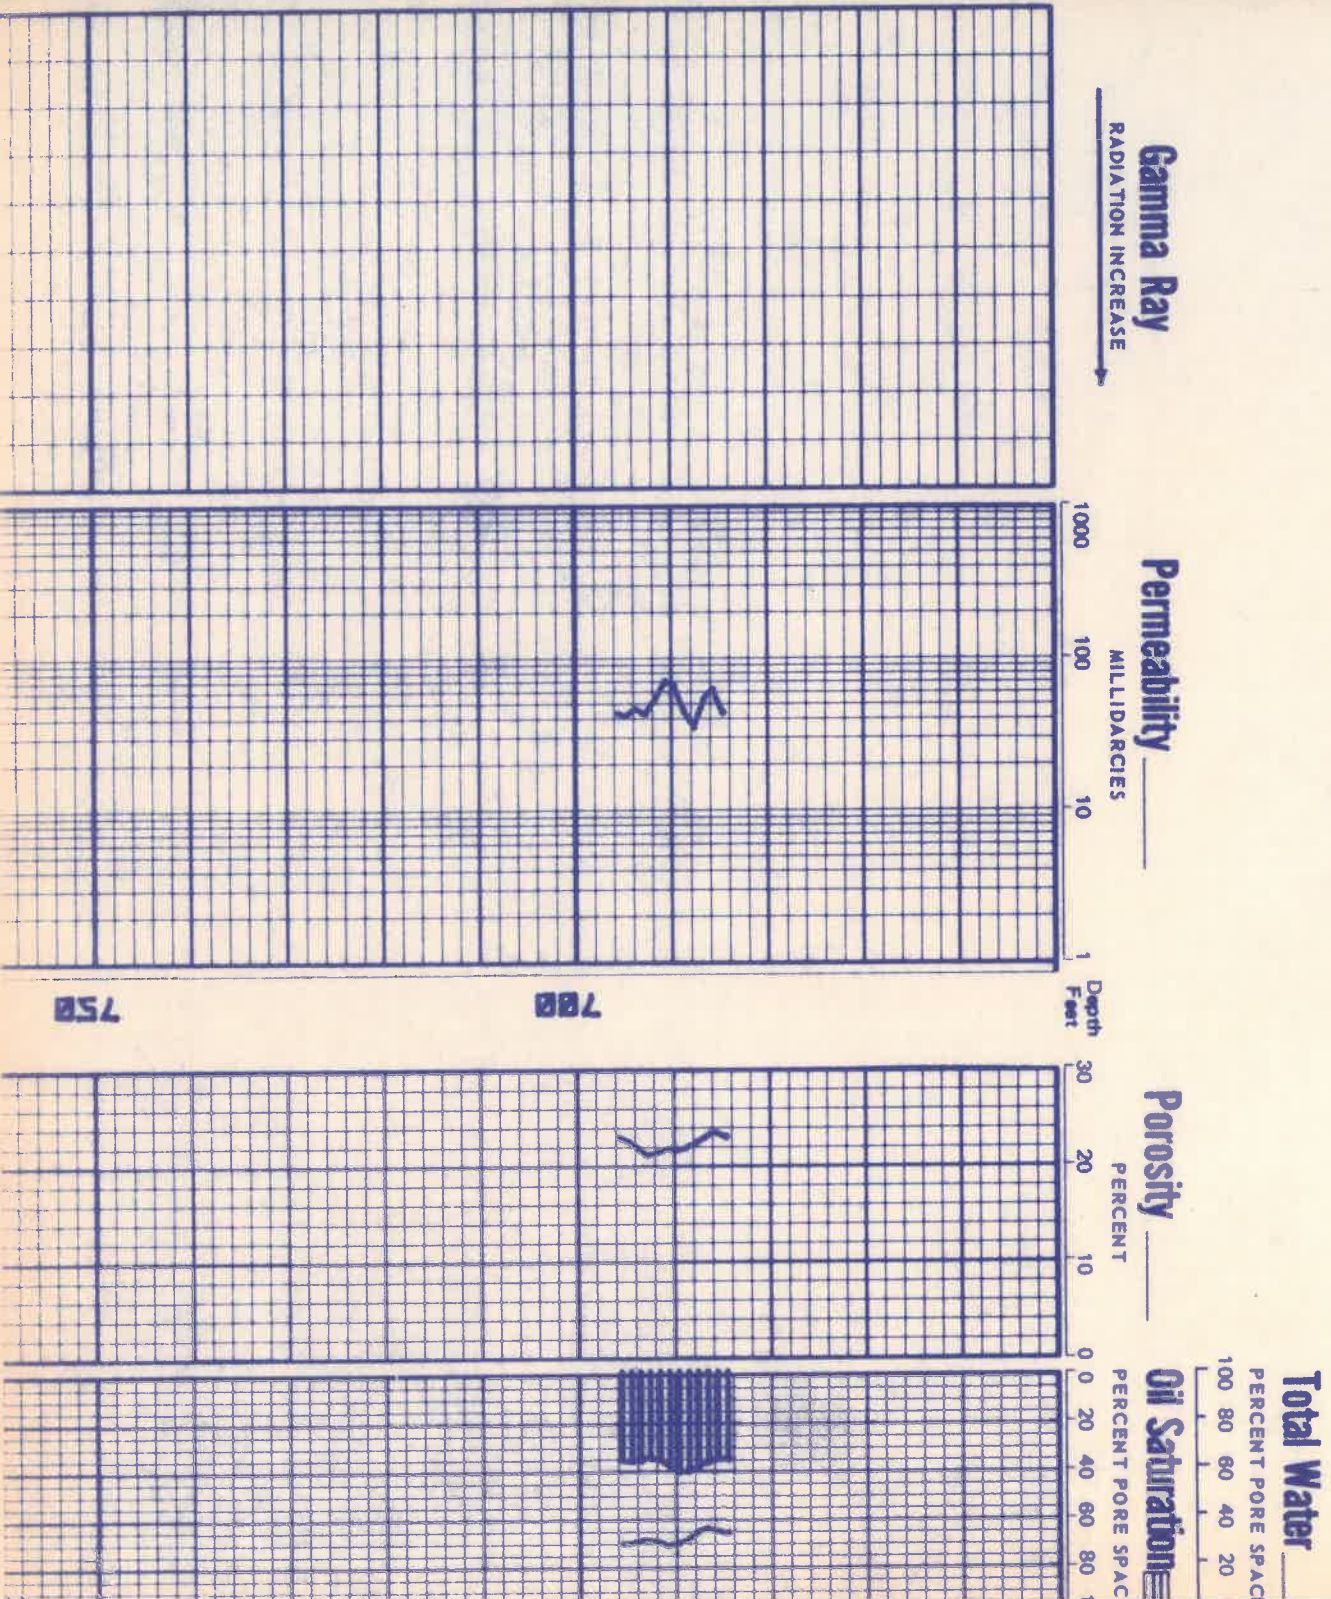 Gamma Ray
RADIATION INCREASE
Permeability
MILLIDARCIES
1000 100 10 1
Depth
Feet
700
750
Porosity
PERCENT
30 20 10 0
Total Water
PERCENT PORE SPAC
100 80 60 40 20
Oil Saturation
PERCENT PORE SPAC
0 20 40 60 80